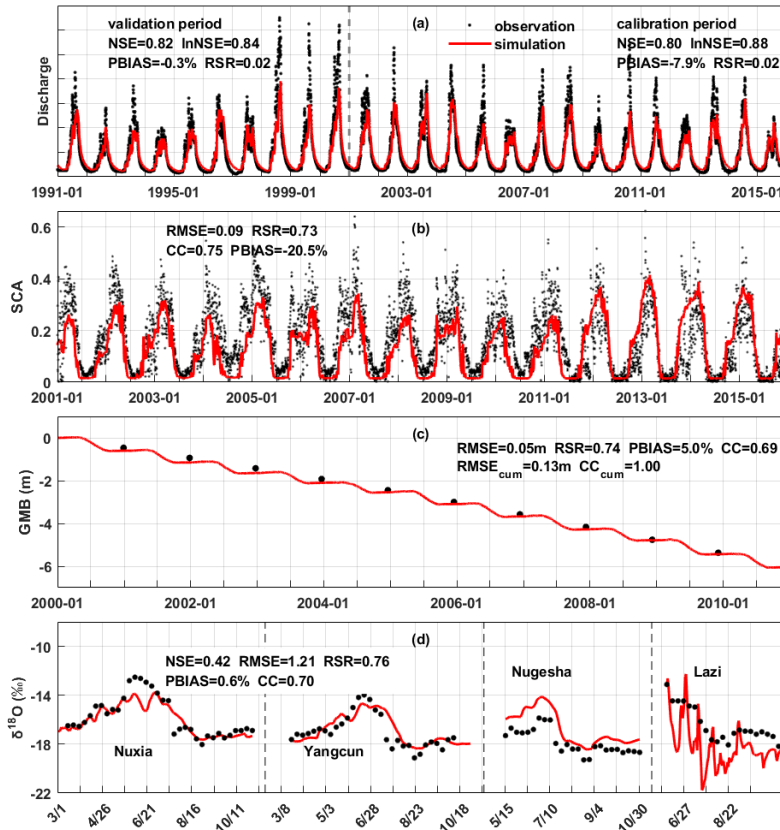 validation period
NSE=0.82 lnNSE=0.84
PBIAS=-0.3% RSR=0.02
(a)
observation
simulation
calibration period
NSE=0.80 lnNSE=0.88
PBIAS=-7.9% RSR=0.02
Discharge
1991-01 1995-01 1999-01 2003-01 2007-01 2011-01 2015-01
RMSE=0.09 RSR=0.73
CC=0.75 PBIAS=-20.5%
(b)
SCA
0.6
0.4
0.2
0
2001-01 2003-01 2005-01 2007-01 2009-01 2011-01 2013-01 2015-01
(c)
RMSE=0.05m RSR=0.74 PBIAS=5.0% CC=0.69
RMSEcum=0.13m CCcum=1.00
GMB (m)
0
-2
-4
-6
2000-01 2002-01 2004-01 2006-01 2008-01 2010-01
(d)
NSE=0.42 RMSE=1.21 RSR=0.76
PBIAS=0.6% CC=0.70
Nuxia
Yangcun
Nugesha
Lazi
δ18O (‰)
-10
-14
-18
-22
3/1 4/26 6/21 8/16 10/11 3/8 5/3 6/28 8/23 10/18 5/15 7/10 9/4 10/30 6/27 8/22